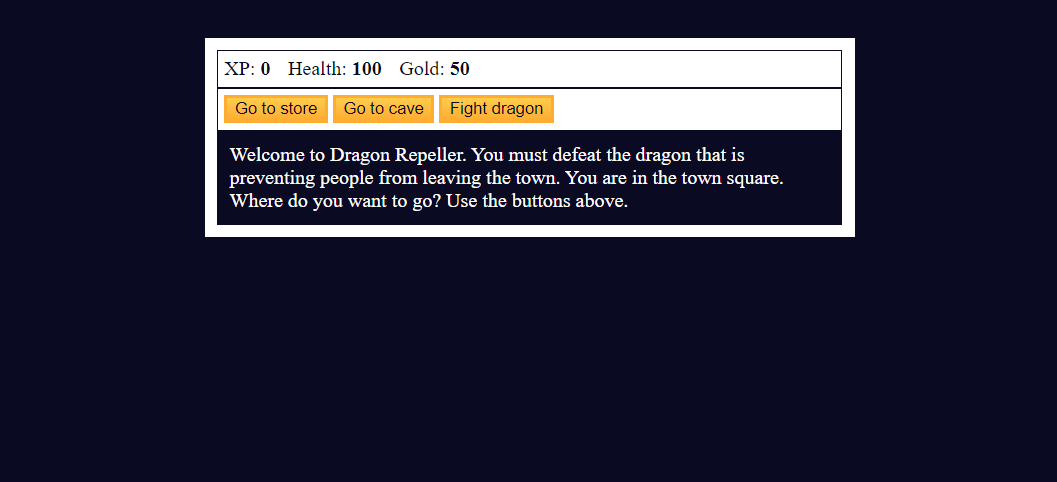 XP: 0 Health: 100 Gold: 50
Go to store Go to cave Fight dragon
Welcome to Dragon Repeller. You must defeat the dragon that is
preventing people from leaving the town. You are in the town square.
Where do you want to go? Use the buttons above.